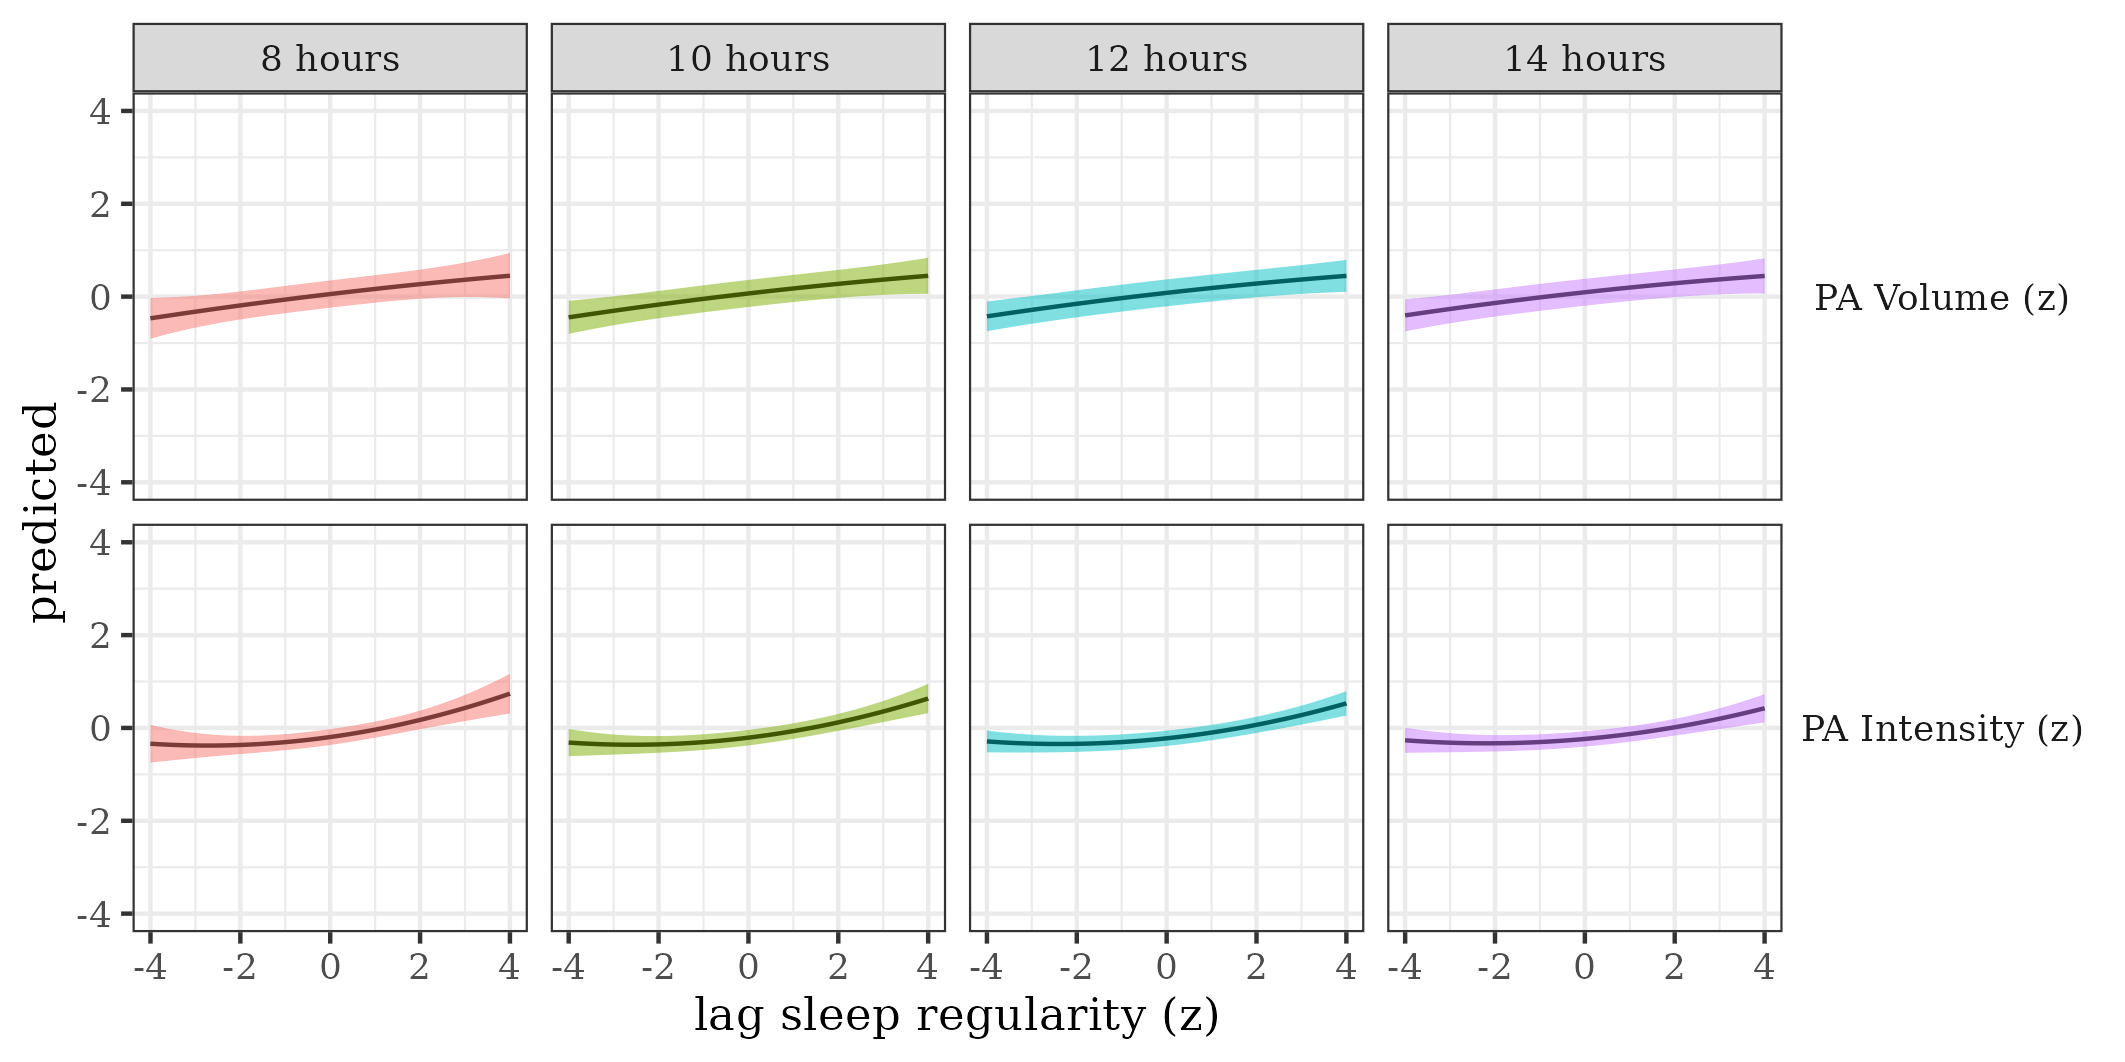 8 hours
10 hours
12 hours
14 hours
4
2
0
-2
-4
PA Volume (z)
predicted
4
2
0
-2
-4
PA Intensity (z)
-4 -2 0 2 4
-4 -2 0 2 4
-4 -2 0 2 4
-4 -2 0 2 4
lag sleep regularity (z)